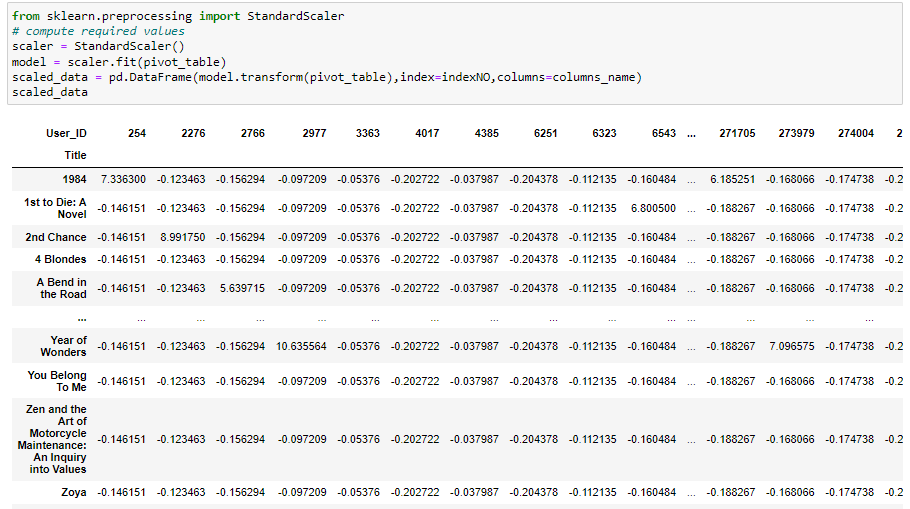 from sklearn.preprocessing import StandardScaler
# compute required values
scaler = StandardScaler()
model = scaler.fit(pivot_table)
scaled_data = pd.DataFrame(model.transform(pivot_table),index=indexNO,columns=columns_name)
scaled_data
User_ID 254 2276 2766 2977 3363 4017 4385 6251 6323 6543 ... 271705 273979 274004 2
Title
1984 7.336300 -0.123463 -0.156294 -0.097209 -0.05376 -0.202722 -0.037987 -0.204378 -0.112135 -0.160484 ... 6.185251 -0.168066 -0.174738 -0.2
1st to Die: A
Novel -0.146151 -0.123463 -0.156294 -0.097209 -0.05376 -0.202722 -0.037987 -0.204378 -0.112135 6.800500 ... -0.188267 -0.168066 -0.174738 -0.2
2nd Chance -0.146151 8.991750 -0.156294 -0.097209 -0.05376 -0.202722 -0.037987 -0.204378 -0.112135 -0.160484 ... -0.188267 -0.168066 -0.174738 -0.2
4 Blondes -0.146151 -0.123463 -0.156294 -0.097209 -0.05376 -0.202722 -0.037987 -0.204378 -0.112135 -0.160484 ... -0.188267 -0.168066 -0.174738 -0.2
A Bend in
the Road -0.146151 -0.123463 5.639715 -0.097209 -0.05376 -0.202722 -0.037987 -0.204378 -0.112135 -0.160484 ... -0.188267 -0.168066 -0.174738 -0.2
... ... ... ... ... ... ... ... ... ... ... ... ... ... ...
Year of
Wonders -0.146151 -0.123463 -0.156294 10.635564 -0.05376 -0.202722 -0.037987 -0.204378 -0.112135 -0.160484 ... -0.188267 7.096575 -0.174738 -0.2
You Belong
To Me -0.146151 -0.123463 -0.156294 -0.097209 -0.05376 -0.202722 -0.037987 -0.204378 -0.112135 -0.160484 ... -0.188267 -0.168066 -0.174738 -0.2
Zen and the
Art of
Motorcycle
Maintenance: -0.146151 -0.123463 -0.156294 -0.097209 -0.05376 -0.202722 -0.037987 -0.204378 -0.112135 -0.160484 ... -0.188267 -0.168066 -0.174738 -0.2
An Inquiry
into Values
Zoya -0.146151 -0.123463 -0.156294 -0.097209 -0.05376 -0.202722 -0.037987 -0.204378 -0.112135 -0.160484 ... -0.188267 -0.168066 -0.174738 -0.2